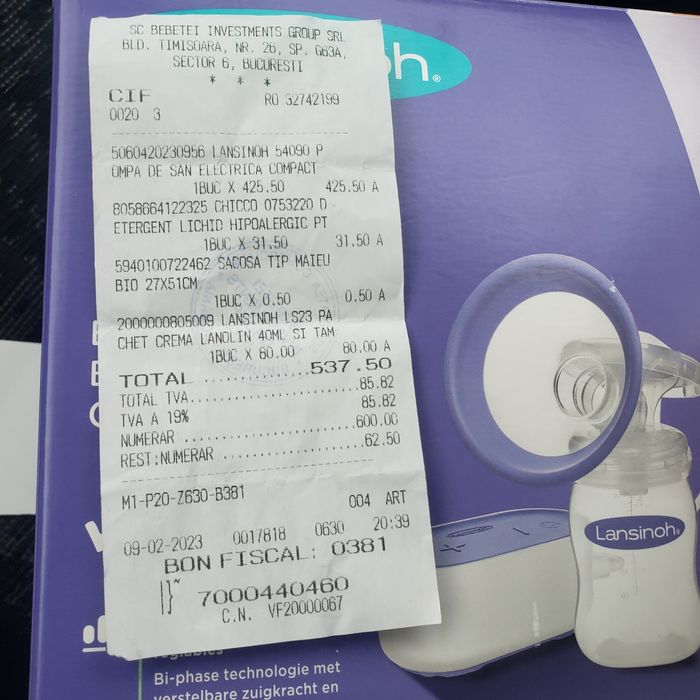 SC BEBETEI INVESTMENTS GROUP SRL
BLD. TIMISOARA, NR. 26, SP. G63A,
SECTOR 6, BUCURESTI
* * *
CIF RO 32742199
0020 3
5060420230956 LANSINOH 54090 P
OMPA DE SAN ELECTRICA COMPACT
1BUC X 425.50 425.50 A
8058664122325 CHICCO 0753220 D
ETERGENT LICHID HIPOALERGIC PT
1BUC X 31.50 31.50 A
5940100722462 SACOSA TIP MAIEU
BIO 27X51CM
1BUC X 0.50 0.50 A
2000000805009 LANSINOH LS23 PA
CHET CREMA LANOLIN 40ML SI TAM
1BUC X 80.00 80.00 A
TOTAL ............537.50
TOTAL TVA................. 85.82
TVA A 19% 85.82
NUMERAR ..................600.00
REST:NUMERAR ............. 62.50
M1-P20-Z630-B381
004 ART
09-02-2023 0017818 0630 20:39
BON FISCAL: 0381
7000440460
C.N. VF20000067
Lansinoh®
réglables
Bi-phase technologie met
verstelbare zuigkracht en